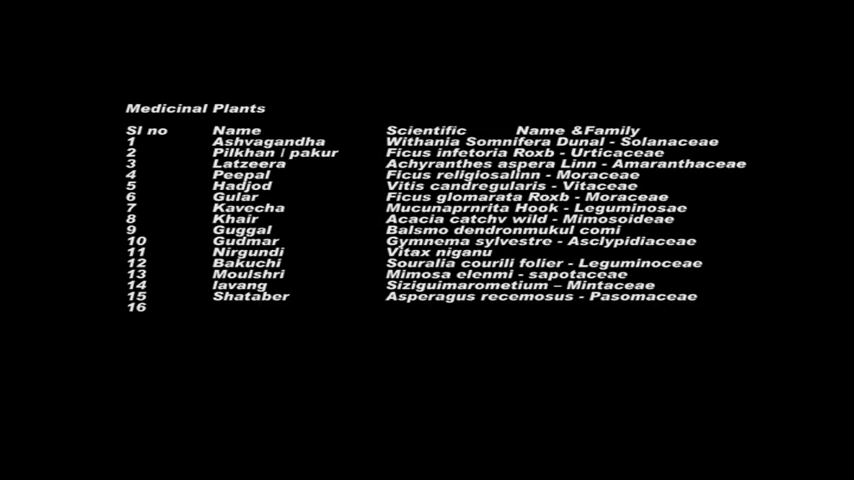 Medicinal Plants
Sl no Name Scientific Name &Family
1 Ashvagandha Withania Somnifera Dunal - Solanaceae
2 Pilkhan / pakur Ficus infetoria Roxb - Urticaceae
3 Latzeera Achyranthes aspera Linn - Amaranthaceae
4 Peepal Ficus religiosalinn - Moraceae
5 Hadjod Vitis candregularis - Vitaceae
6 Gular Ficus glomarata Roxb - Moraceae
7 Kavecha Mucunaprnrita Hook - Leguminosae
8 Khair Acacia catchv wild - Mimosoideae
9 Guggal Balsmo dendronmukul comi
10 Gudmar Gymnema sylvestre - Asclypidiaceae
11 Nirgundi Vitax niganu
12 Bakuchi Souralia courili folier - Leguminoceae
13 Moulshri Mimosa elenmi - sapotaceae
14 lavang Siziguimarometium – Mintaceae
15 Shataber Asperagus recemosus - Pasomaceae
16